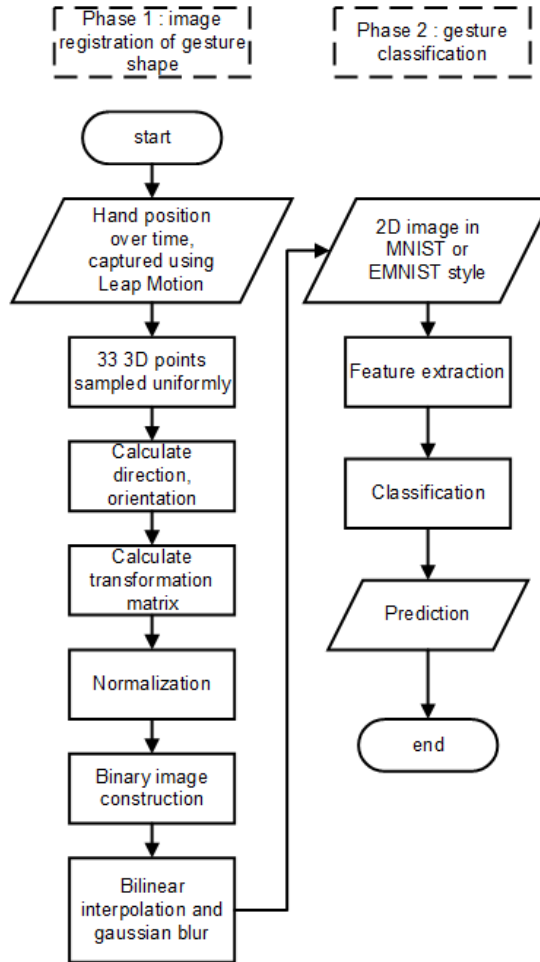 Phase 1 : image
registration of gesture
shape
start
Hand position
over time,
captured using
Leap Motion
33 3D points
sampled uniformly
Calculate
direction,
orientation
Calculate
transformation
matrix
Normalization
Binary image
construction
Bilinear
interpolation and
gaussian blur
Phase 2 : gesture
classification
2D image in
MNIST or
EMNIST style
Feature extraction
Classification
Prediction
end